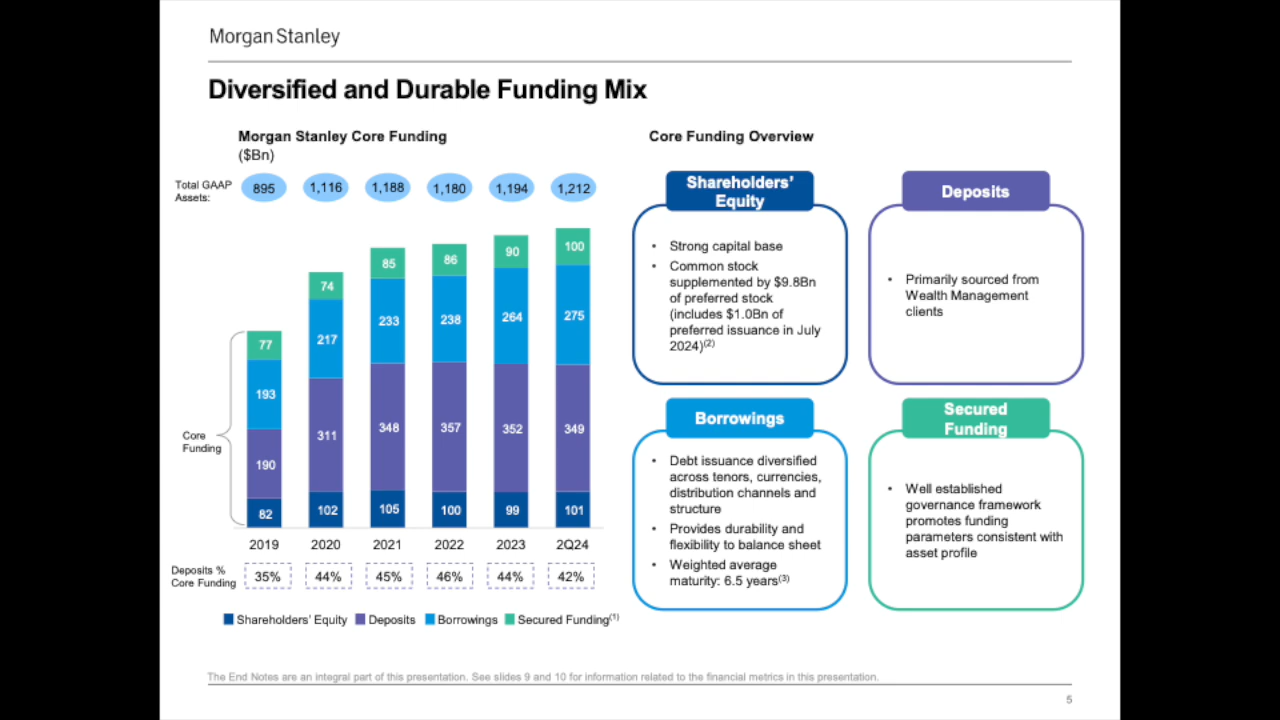 Morgan Stanley
Diversified and Durable Funding Mix
Morgan Stanley Core Funding
($Bn)
Total GAAP
Assets:
895 1,116 1,188 1,180 1,194 1,212
77 74 85 86 90 100
193 217 233 238 264 275
190 311 348 357 352 349
82 102 105 100 99 101
Core
Funding
2019 2020 2021 2022 2023 2Q24
Deposits %
Core Funding
35% 44% 45% 46% 44% 42%
Shareholders' Equity Deposits Borrowings Secured Funding(1)
Core Funding Overview
Shareholders'
Equity
• Strong capital base
• Common stock
supplemented by $9.8Bn
of preferred stock
(includes $1.0Bn of
preferred issuance in July
2024)(2)
Deposits
• Primarily sourced from
Wealth Management
clients
Borrowings
• Debt issuance diversified
across tenors, currencies,
distribution channels and
structure
• Provides durability and
flexibility to balance sheet
• Weighted average
maturity: 6.5 years(3)
Secured
Funding
• Well established
governance framework
promotes funding
parameters consistent with
asset profile
The End Notes are an integral part of this presentation. See slides 9 and 10 for information related to the financial metrics in this presentation.
5